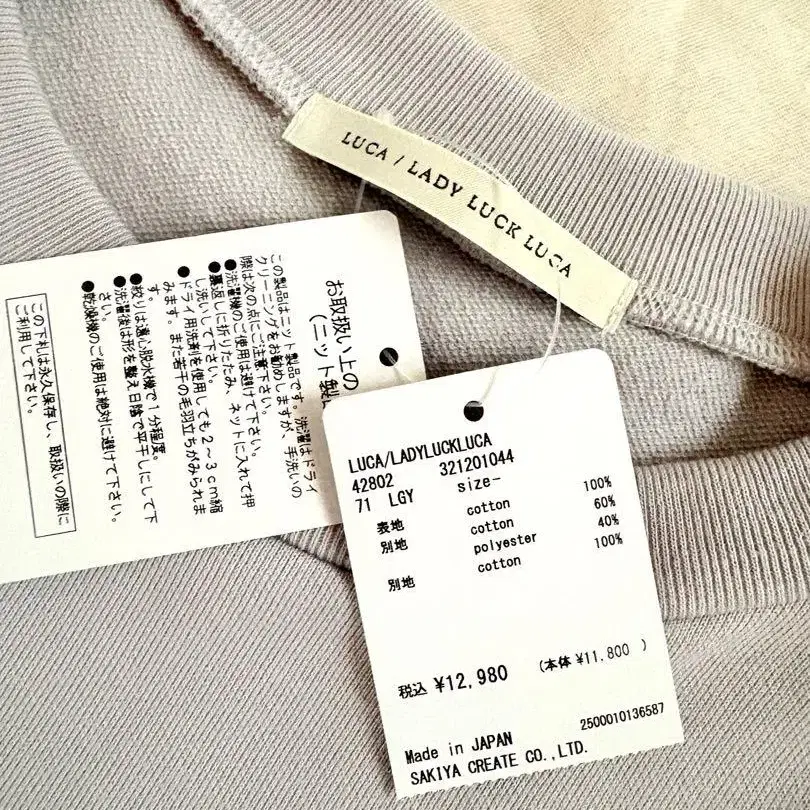 LUCA / LADY LUCK LUCA
お取扱い上の
(ニット製
この製品はニット製品です。洗濯はドライ
クリーニングをお勧めしますが、手洗いの
際は次の点にご注意下さい。
●洗濯機のご使用は避けて下さい。
●裏返しに折りたたみ、ネットに入れて押
し洗いして下さい。
ドライ用洗剤を使用しても2~3cm縮
みます。また若干の毛羽立ちがみられま
す。
●絞りは遠心脱水機で1分程度。
●洗濯後は形を整え日陰で平干しにして下
さい。
●乾燥機のご使用は絶対に避けて下さい。
この下札は永久保存し、取扱いの際に
ご利用して下さい。
LUCA/LADYLUCKLUCA
42802 321201044
71 LGY size-
表地 cotton 100%
別地 cotton 60%
polyester 40%
別地 cotton 100%
税込 ¥12,980 (本体 ¥11,800 )
2500010136587
Made in JAPAN
SAKIYA CREATE CO.,LTD.